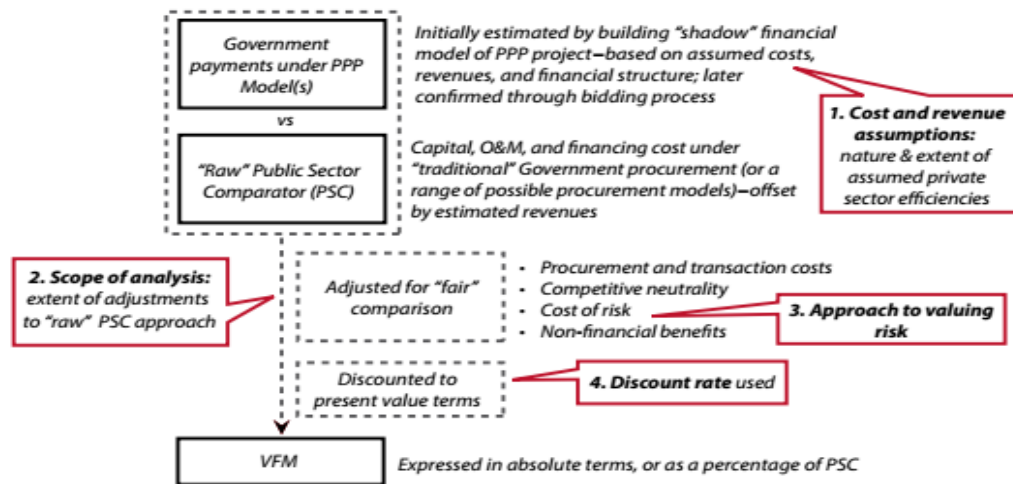 Government
payments under PPP
Model(s)
Initially estimated by building “shadow” financial
model of PPP project—based on assumed costs,
revenues, and financial structure; later
confirmed through bidding process
1. Cost and revenue
assumptions:
nature & extent of
assumed private
sector efficiencies
vs
“Raw” Public Sector
Comparator (PSC)
Capital, O&M, and financing cost under
“traditional” Government procurement (or a
range of possible procurement models)—offset
by estimated revenues
2. Scope of analysis:
extent of adjustments
to “raw” PSC approach
Adjusted for “fair”
comparison
- Procurement and transaction costs
- Competitive neutrality
- Cost of risk
- Non-financial benefits
3. Approach to valuing
risk
Discounted to
present value terms
4. Discount rate used
VFM
Expressed in absolute terms, or as a percentage of PSC